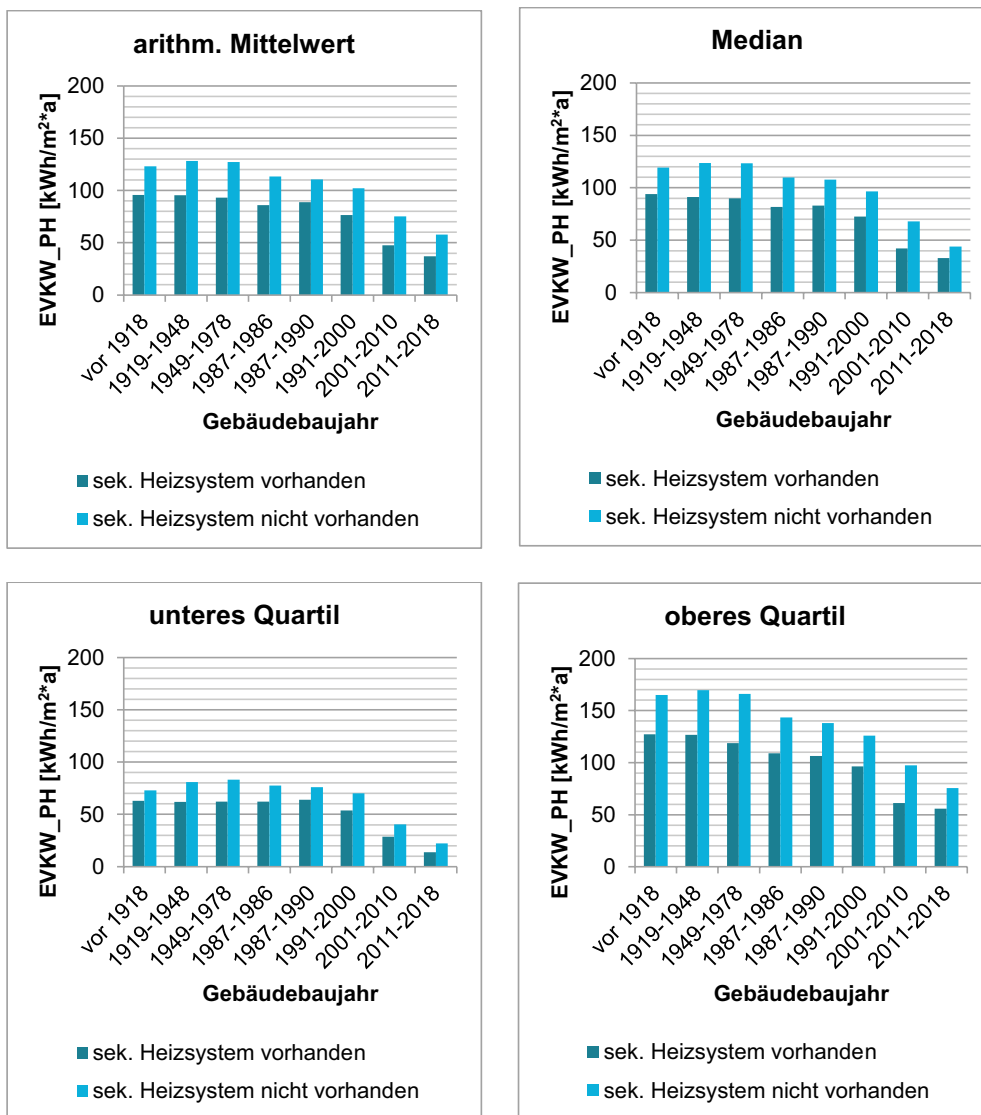 arithm. Mittelwert
EVKW_PH [kWh/m²*a]
200
150
100
50
0
vor 1918
1919-1948
1949-1978
1987-1986
1987-1990
1991-2000
2001-2010
2011-2018
Gebäudebaujahr
sek. Heizsystem vorhanden
sek. Heizsystem nicht vorhanden
Median
EVKW_PH [kWh/m²*a]
200
150
100
50
0
vor 1918
1919-1948
1949-1978
1987-1986
1987-1990
1991-2000
2001-2010
2011-2018
Gebäudebaujahr
sek. Heizsystem vorhanden
sek. Heizsystem nicht vorhanden
unteres Quartil
EVKW_PH [kWh/m²*a]
200
150
100
50
0
vor 1918
1919-1948
1949-1978
1987-1986
1987-1990
1991-2000
2001-2010
2011-2018
Gebäudebaujahr
sek. Heizsystem vorhanden
sek. Heizsystem nicht vorhanden
oberes Quartil
EVKW_PH [kWh/m²*a]
200
150
100
50
0
vor 1918
1919-1948
1949-1978
1987-1986
1987-1990
1991-2000
2001-2010
2011-2018
Gebäudebaujahr
sek. Heizsystem vorhanden
sek. Heizsystem nicht vorhanden